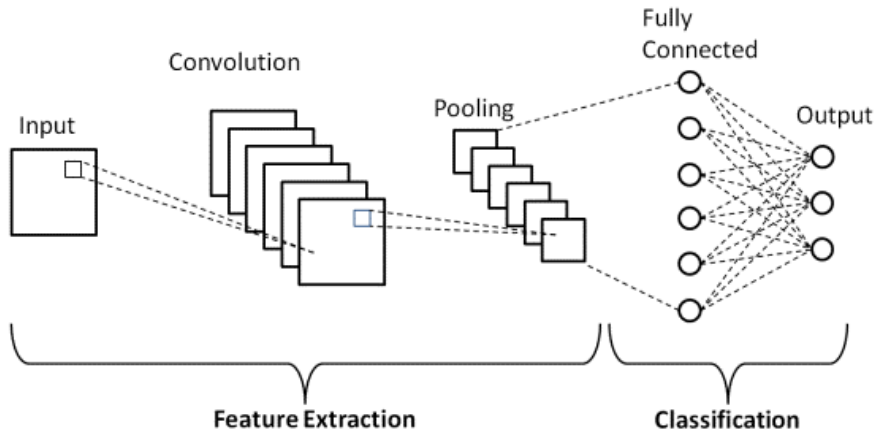 Input
Convolution
Pooling
Fully
Connected
Output
Feature Extraction
Classification